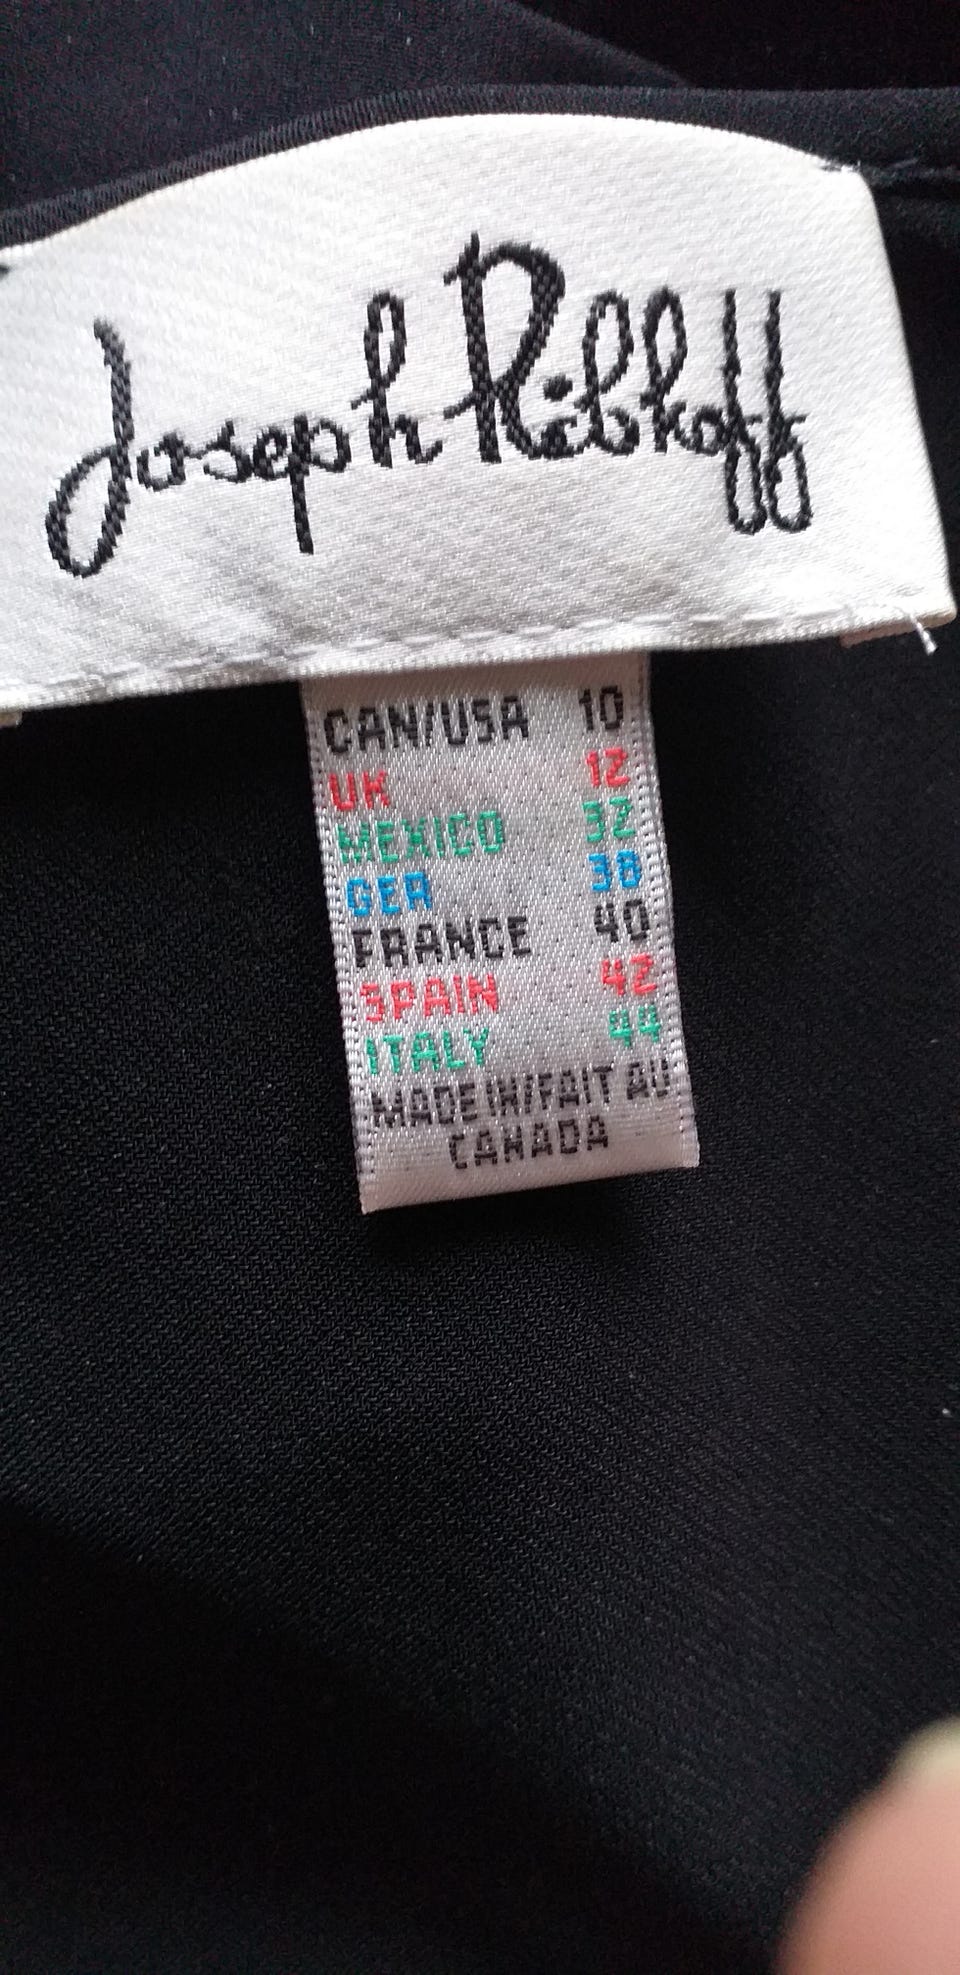 Joseph Ribkoff
CAN/USA 10
UK 12
MEXICO 32
GER 38
FRANCE 40
SPAIN 42
ITALY 44
MADE IN/FAIT AU
CANADA